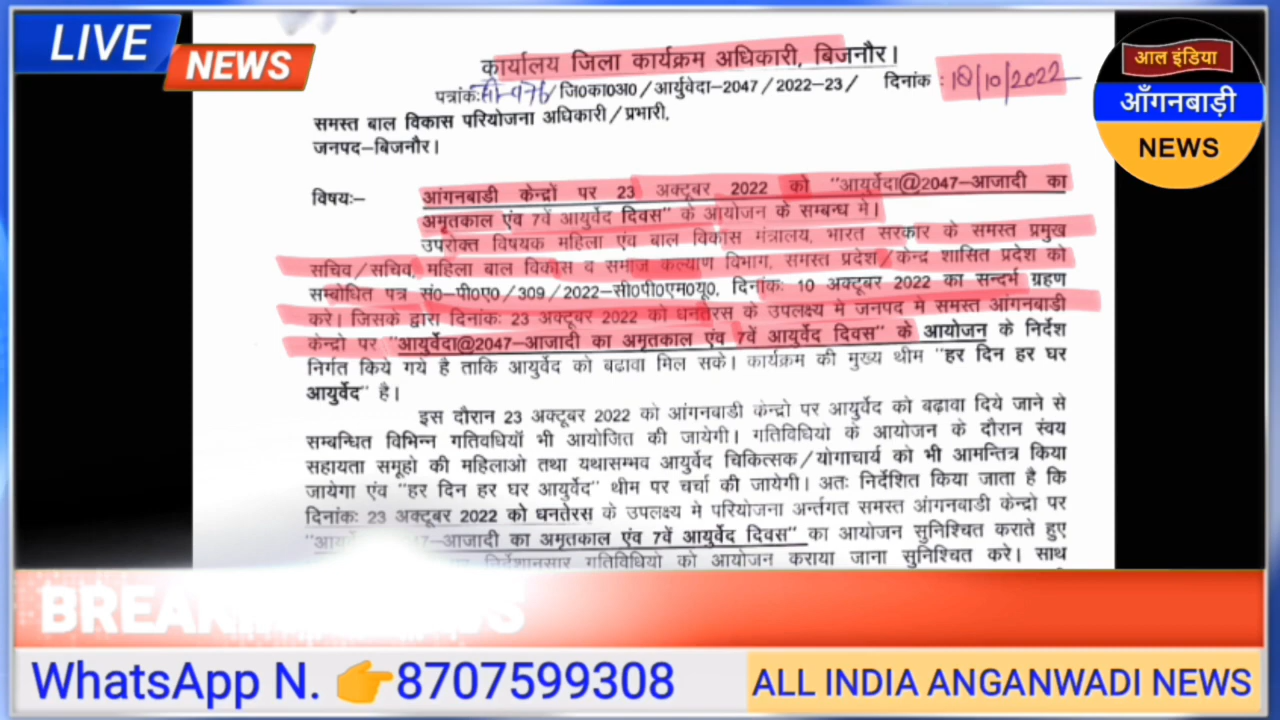 LIVE
NEWS
आल इंडिया
आँगनबाड़ी
NEWS
कार्यालय जिला कार्यक्रम अधिकारी, बिजनौर।
पत्रांकः /जि0का0अ0/आर्युवेदा-2047/2022-23/ दिनांक : 18/10/2022
समस्त बाल विकास परियोजना अधिकारी/प्रभारी,
जनपद-बिजनौर।
विषयः- आंगनबाडी केन्द्रों पर 23 अक्टूबर 2022 को "आयुर्वेदा@2047-आजादी का
अमृतकाल एंव 7वें आयुर्वेद दिवस" के आयोजन के सम्बन्ध मे।
उपरोक्त विषयक महिला एंव बाल विकास मंत्रालय, भारत सरकार के समस्त प्रमुख
सचिव/सचिव, महिला बाल विकास व समाज कल्याण विभाग, समस्त प्रदेश/केन्द्र शासित प्रदेश को
सम्बोधित पत्र सं0-पी0ए0/309/2022-सी0पी0एम0यू0, दिनांकः 10 अक्टूबर 2022 का सन्दर्भ ग्रहण
करे। जिसके द्वारा दिनांकः 23 अक्टूबर 2022 को धनतेरस के उपलक्ष्य मे जनपद मे समस्त आंगनबाडी
केन्द्रो पर "आयुर्वेदा@2047-आजादी का अमृतकाल एंव 7वें आयुर्वेद दिवस" के आयोजन के निर्देश
निर्गत किये गये है ताकि आयुर्वेद को बढावा मिल सके। कार्यक्रम की मुख्य थीम "हर दिन हर घर
आयुर्वेद" है।
इस दौरान 23 अक्टूबर 2022 को आंगनबाडी केन्द्रो पर आयुर्वेद को बढ़ावा दिये जाने से
सम्बन्धित विभिन्न गतिवधियॉ भी आयोजित की जायेगी। गतिविधियो के आयोजन के दौरान स्ंवय
सहायता समूहो की महिलाओ तथा यथासम्भव आयुर्वेद चिकित्सक/योगाचार्य को भी आमन्त्रित किया
जायेगा एंव "हर दिन हर घर आयुर्वेद" थीम पर चर्चा की जायेगी। अतः निर्देशित किया जाता है कि
दिनांकः 23 अक्टूबर 2022 को धनतेरस के उपलक्ष्य मे परियोजना अर्न्तगत समस्त आंगनबाडी केन्द्रो पर
-आजादी का अमृतकाल एंव 7वें आयुर्वेद दिवस" का आयोजन सुनिश्चित कराते हुए
निर्देशानुसार गतिविधियो को आयोजन कराया जाना सुनिश्चित करे। साथ
WhatsApp N. 👉8707599308
ALL INDIA ANGANWADI NEWS